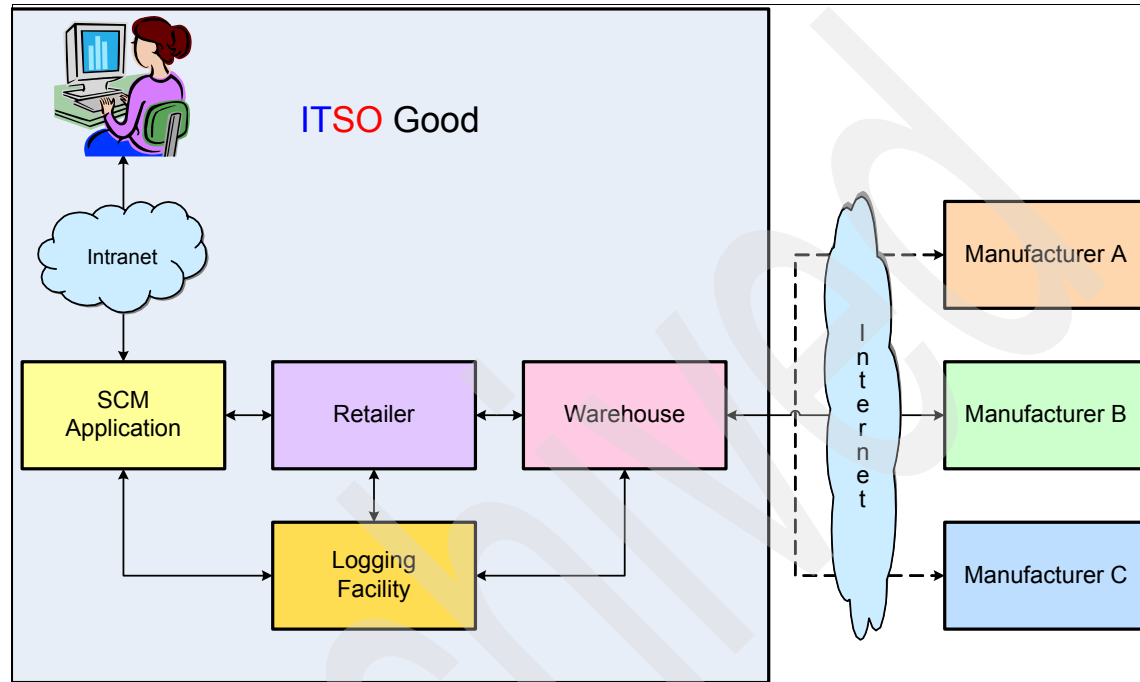 ITSO Good
Intranet
SCM
Application
Retailer
Warehouse
Logging
Facility
Internet
Manufacturer A
Manufacturer B
Manufacturer C